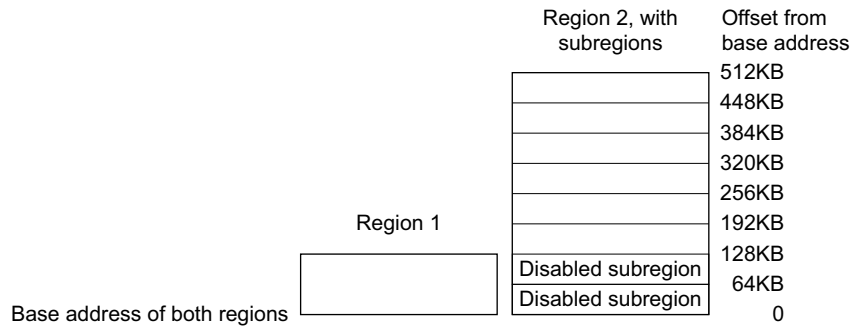 Region 2, with
subregions
Offset from
base address
512KB
448KB
384KB
320KB
256KB
192KB
Region 1
128KB
Disabled subregion
64KB
Disabled subregion
Base address of both regions
0